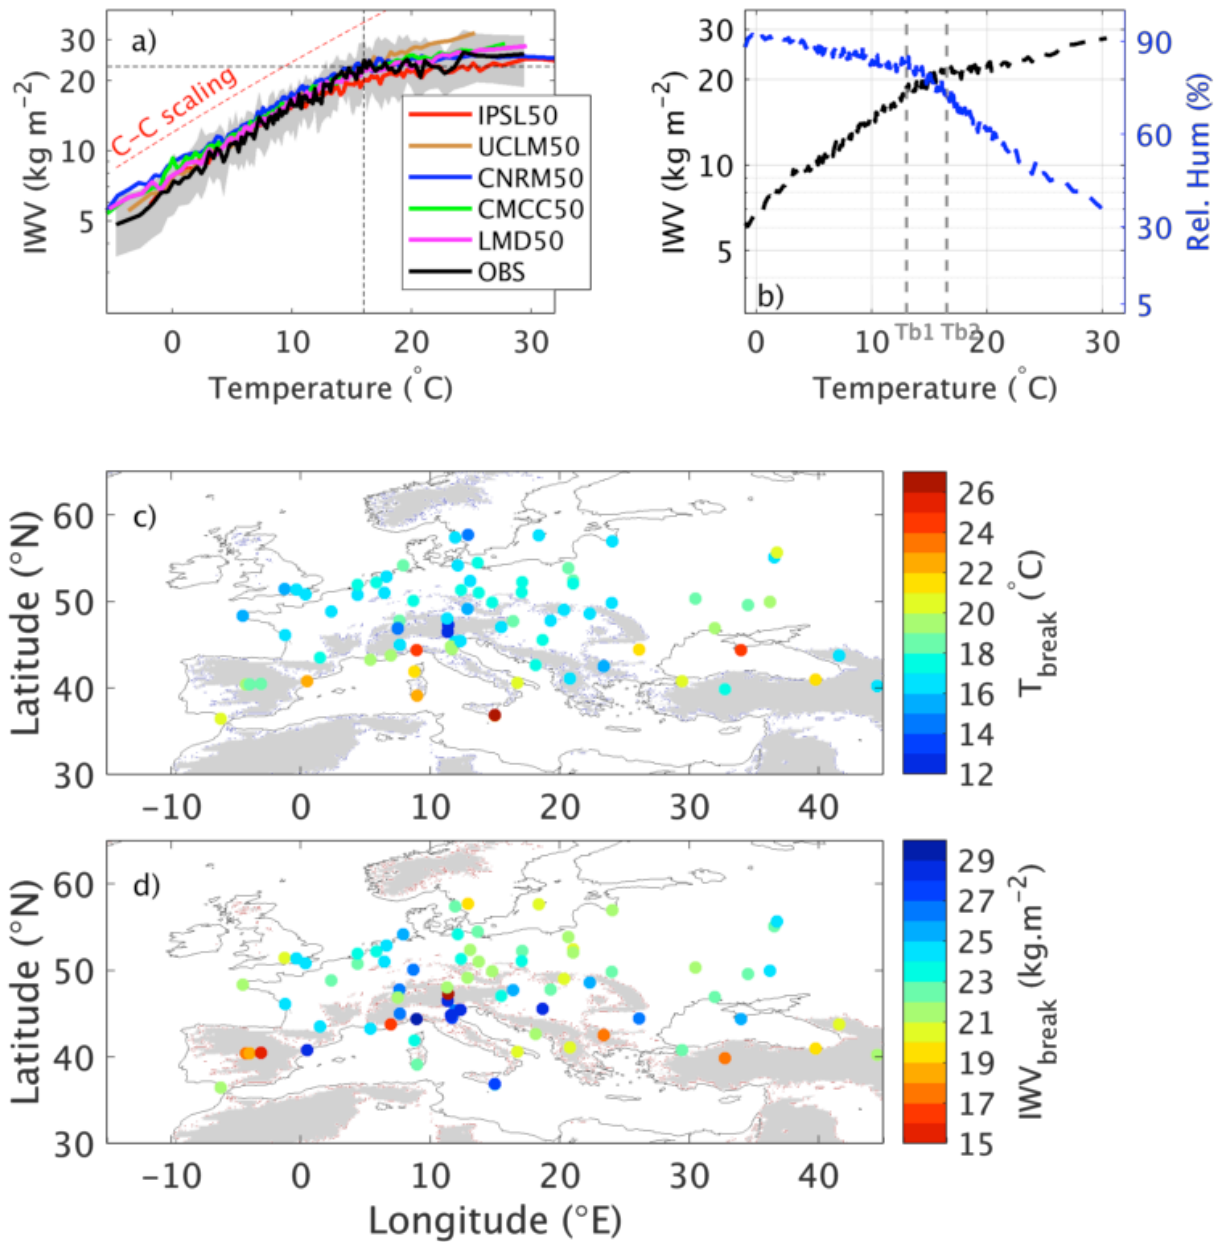 a)
30
23
10
5
IWV (kg m⁻²)
C-C scaling
IPSL50
UCLM50
CNRM50
CMCC50
LMD50
OBS
0 10 20 30
Temperature (°C)
b)
30
20
10
5
IWV (kg m⁻²)
90
60
30
5
Rel. Hum (%)
Tb1 Tb2
0 10 20 30
Temperature (°C)
c)
60
50
40
30
Latitude (°N)
-10 0 10 20 30 40
26
24
22
20
18
16
14
12
T_break (°C)
d)
60
50
40
30
Latitude (°N)
-10 0 10 20 30 40
Longitude (°E)
29
27
25
23
21
19
17
15
IWV_break (kg.m⁻²)